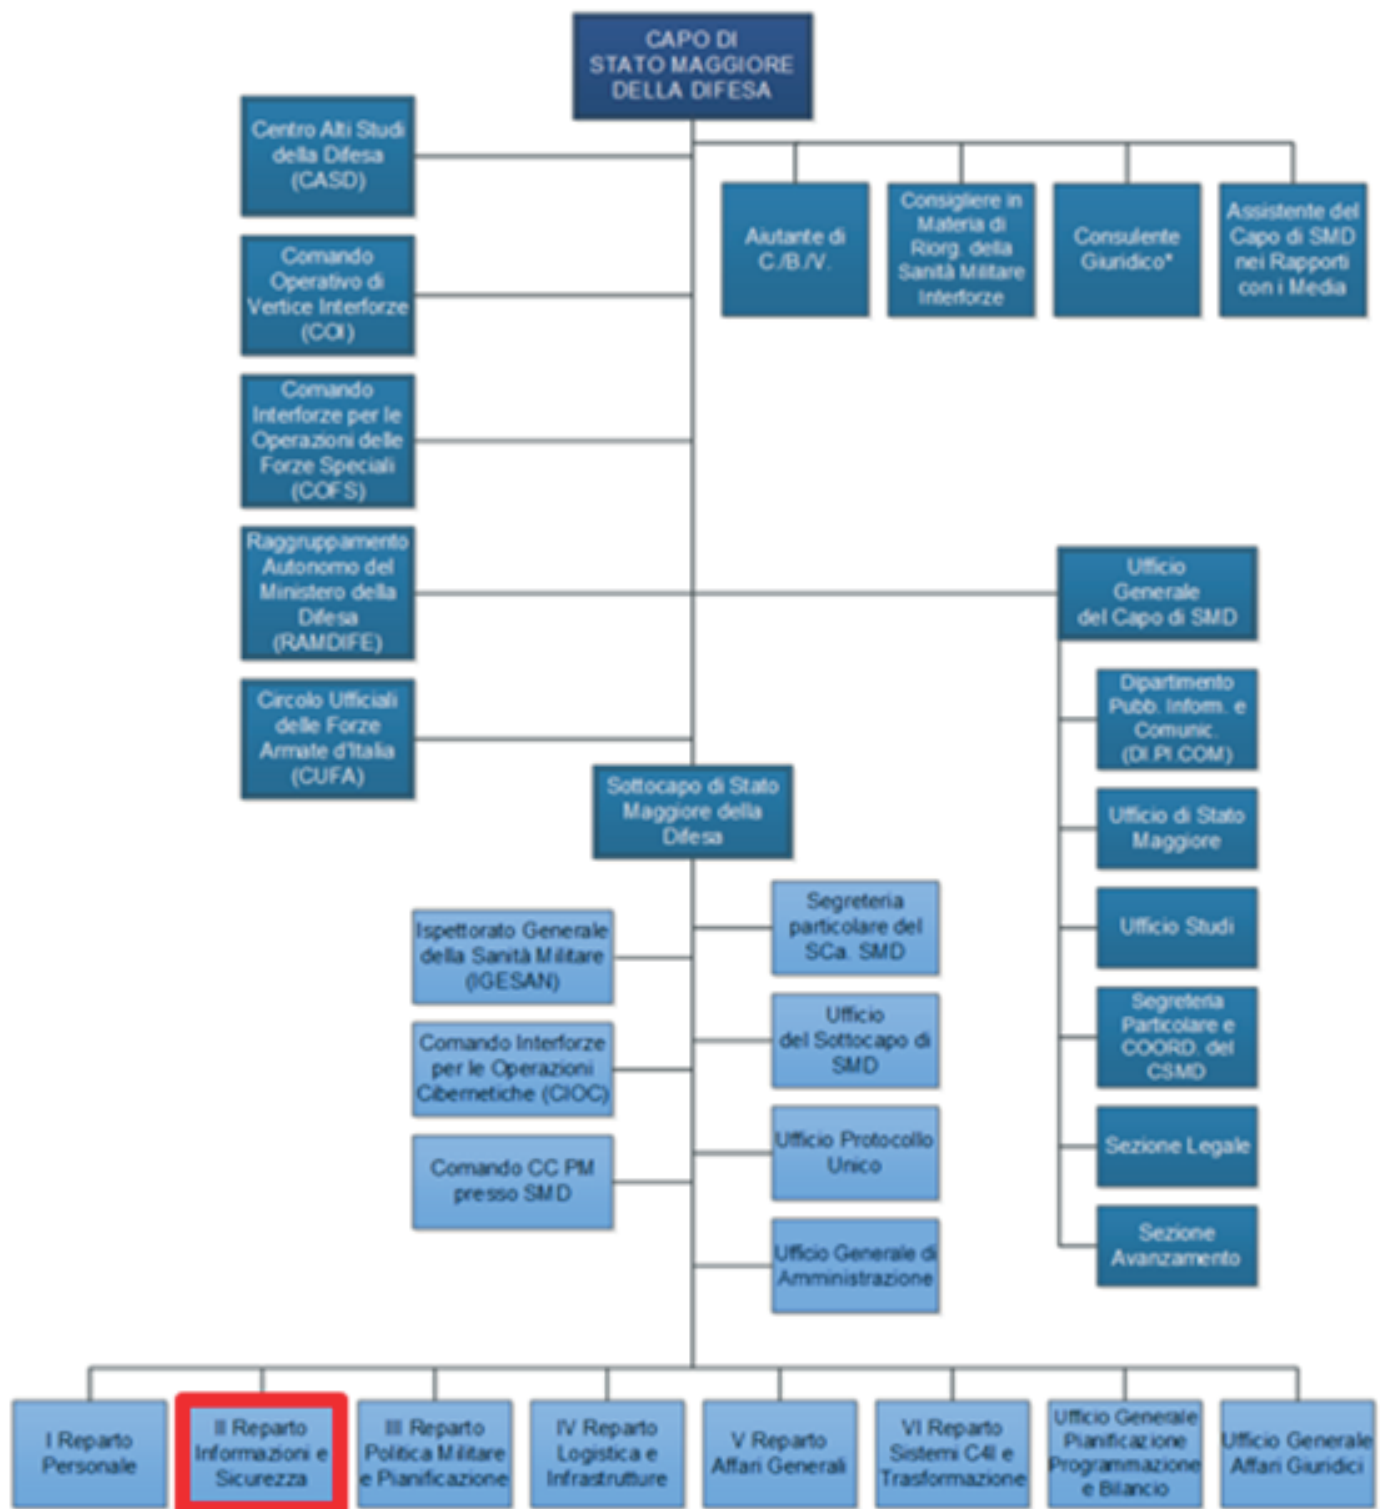 CAPO DI
STATO MAGGIORE
DELLA DIFESA
Centro Alti Studi
della Difesa
(CASD)
Aiutante di
C./B./V.
Consigliere in
Materia di
Riorg. della
Sanità Militare
Interforze
Consulente
Giuridico*
Assistente del
Capo di SMD
nei Rapporti
con i Media
Comando
Operativo di
Vertice Interforze
(COI)
Comando
Interforze per le
Operazioni delle
Forze Speciali
(COFS)
Raggruppamento
Autonomo del
Ministero della
Difesa
(RAMDIFE)
Ufficio
Generale
del Capo di SMD
Circolo Ufficiali
delle Forze
Armate d'Italia
(CUFA)
Dipartimento
Pubb. Inform. e
Comunic.
(DI.PI.COM)
Ufficio di Stato
Maggiore
Ufficio Studi
Segreteria
Particolare e
COORD. del
CSMD
Sezione Legale
Sezione
Avanzamento
Sottocapo di Stato
Maggiore della
Difesa
Ispettorato Generale
della Sanità Militare
(IGESAN)
Comando Interforze
per le Operazioni
Cibernetiche (CIOC)
Comando CC PM
presso SMD
Segreteria
particolare del
SCa. SMD
Ufficio
del Sottocapo di
SMD
Ufficio Protocollo
Unico
Ufficio Generale di
Amministrazione
I Reparto
Personale
II Reparto
Informazioni e
Sicurezza
III Reparto
Politica Militare
e Pianificazione
IV Reparto
Logistica e
Infrastrutture
V Reparto
Affari Generali
VI Reparto
Sistemi C4I e
Trasformazione
Ufficio Generale
Pianificazione
Programmazione
e Bilancio
Ufficio Generale
Affari Giuridici